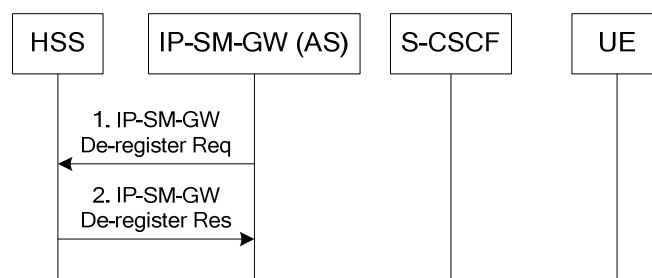 HSS
IP-SM-GW (AS)
S-CSCF
UE
1. IP-SM-GW
De-register Req
2. IP-SM-GW
De-register Res